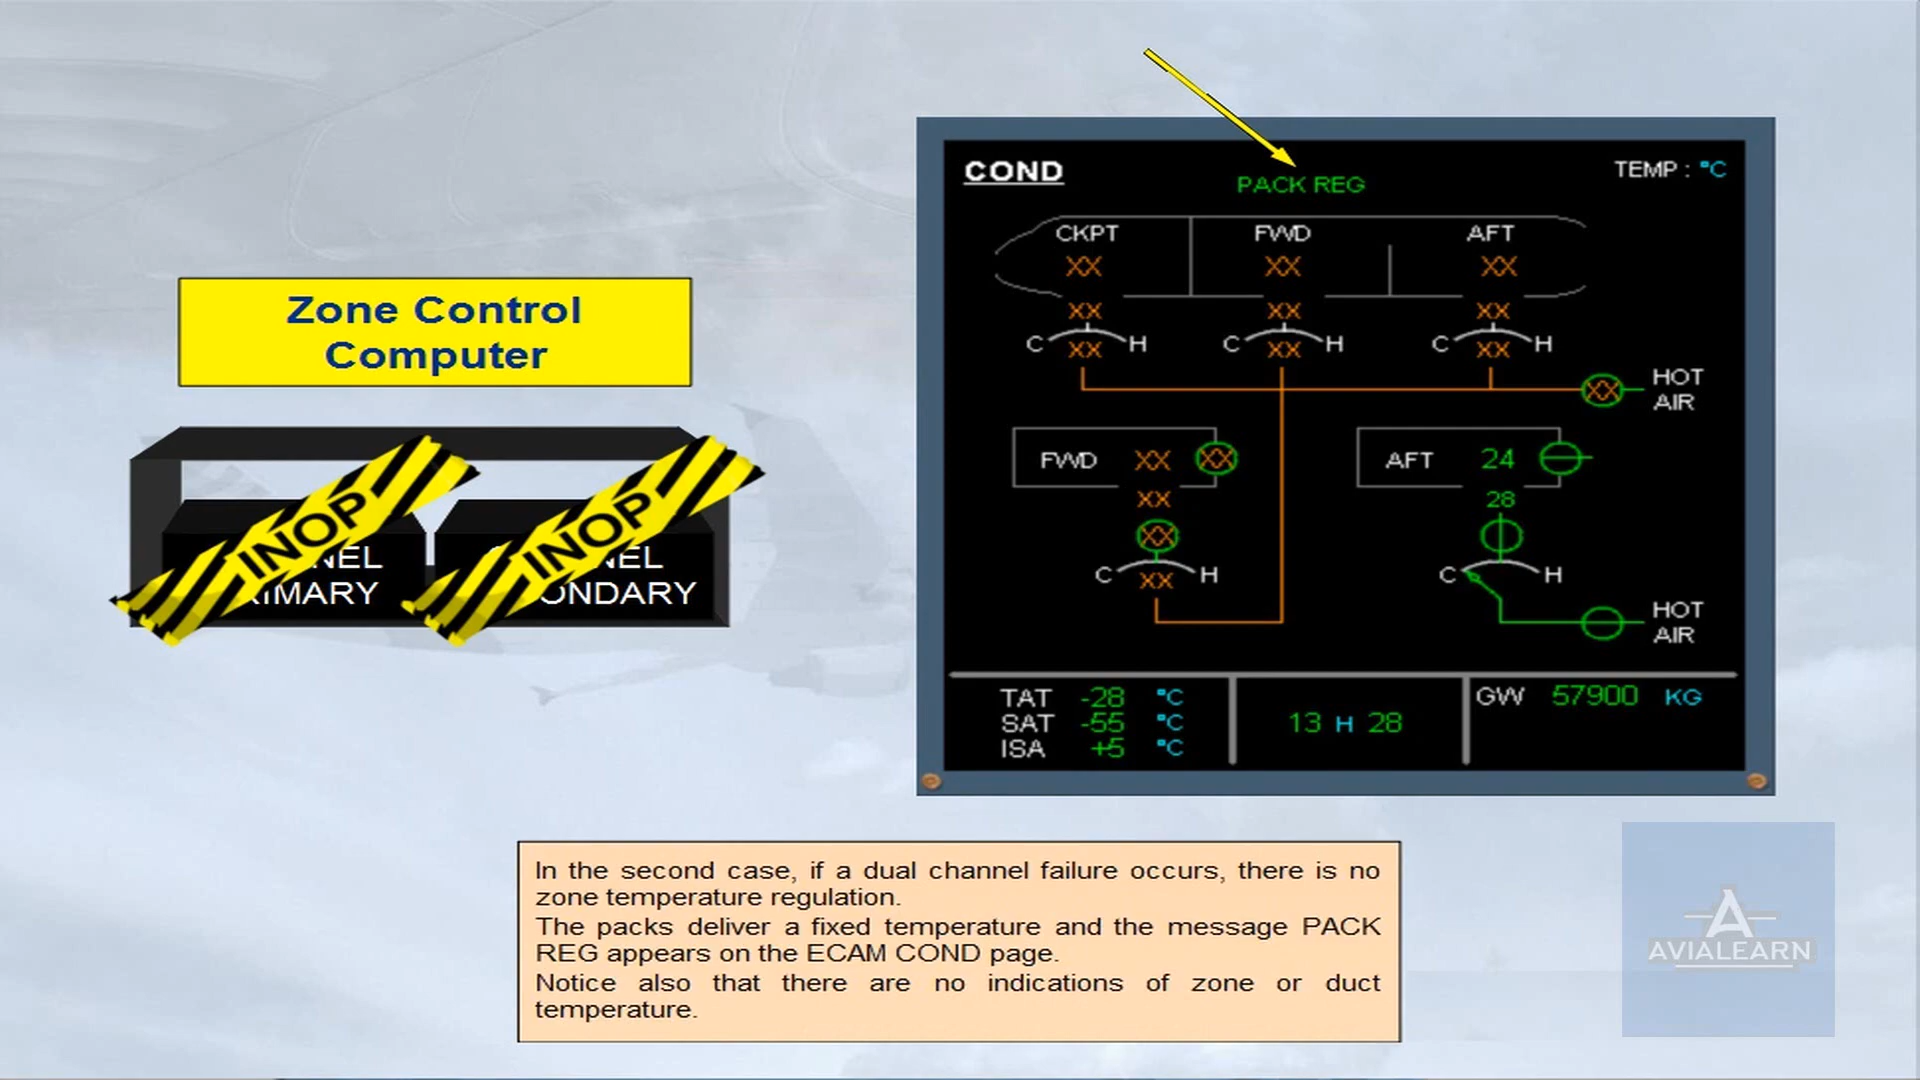 COND
PACK REG
TEMP : °C
CKPT FWD AFT
XX XX XX
XX XX XX
C XX H C XX H C XX H
XX HOT
AIR
Zone Control
Computer
FWD XX XX
XX
XX
C XX H
AFT 24
28
C H
HOT
AIR
INOP INOP
NEL NEL
IMARY ONDARY
TAT -28 °C
SAT -55 °C
ISA +5 °C
13 H 28
GW 57900 KG
In the second case, if a dual channel failure occurs, there is no
zone temperature regulation.
The packs deliver a fixed temperature and the message PACK
REG appears on the ECAM COND page.
Notice also that there are no indications of zone or duct
temperature.
A
AVIALEARN